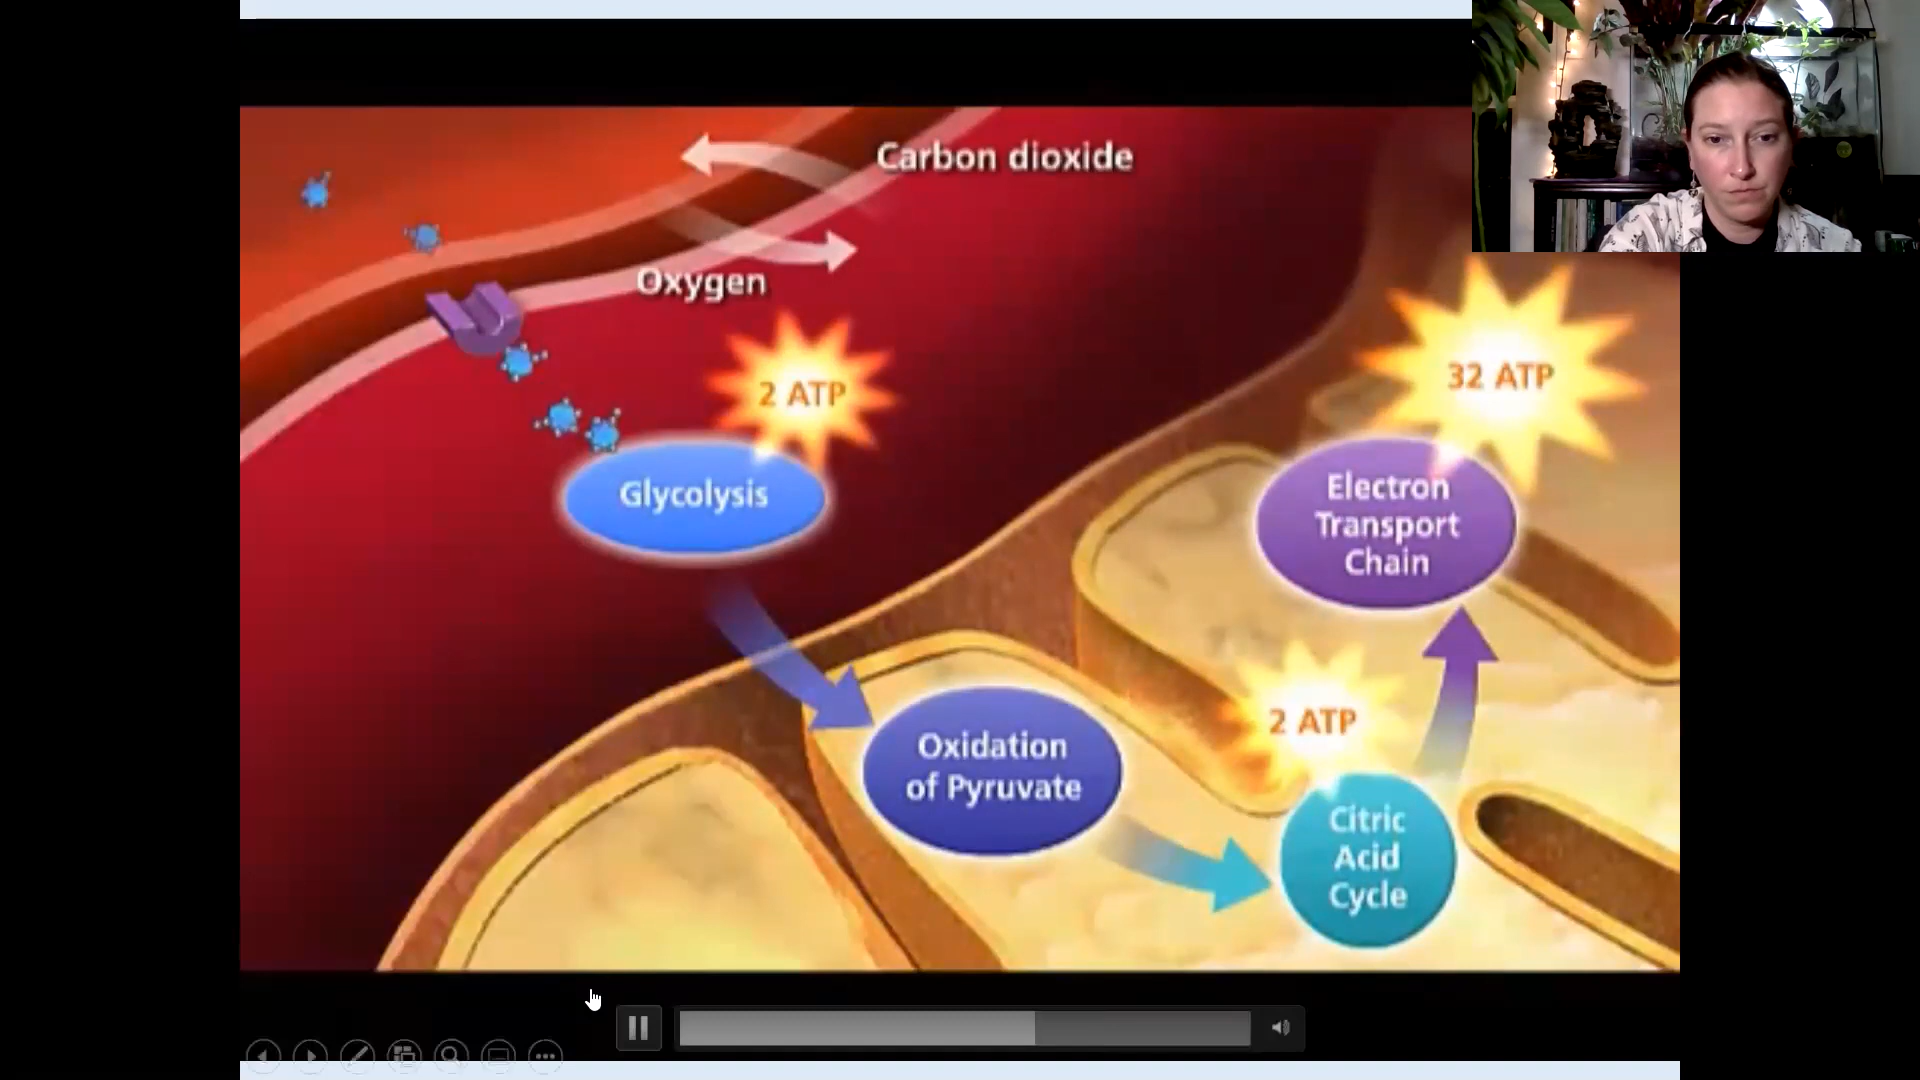 Carbon dioxide
Oxygen
2 ATP
32 ATP
Glycolysis
Electron
Transport
Chain
Oxidation
of Pyruvate
2 ATP
Citric
Acid
Cycle